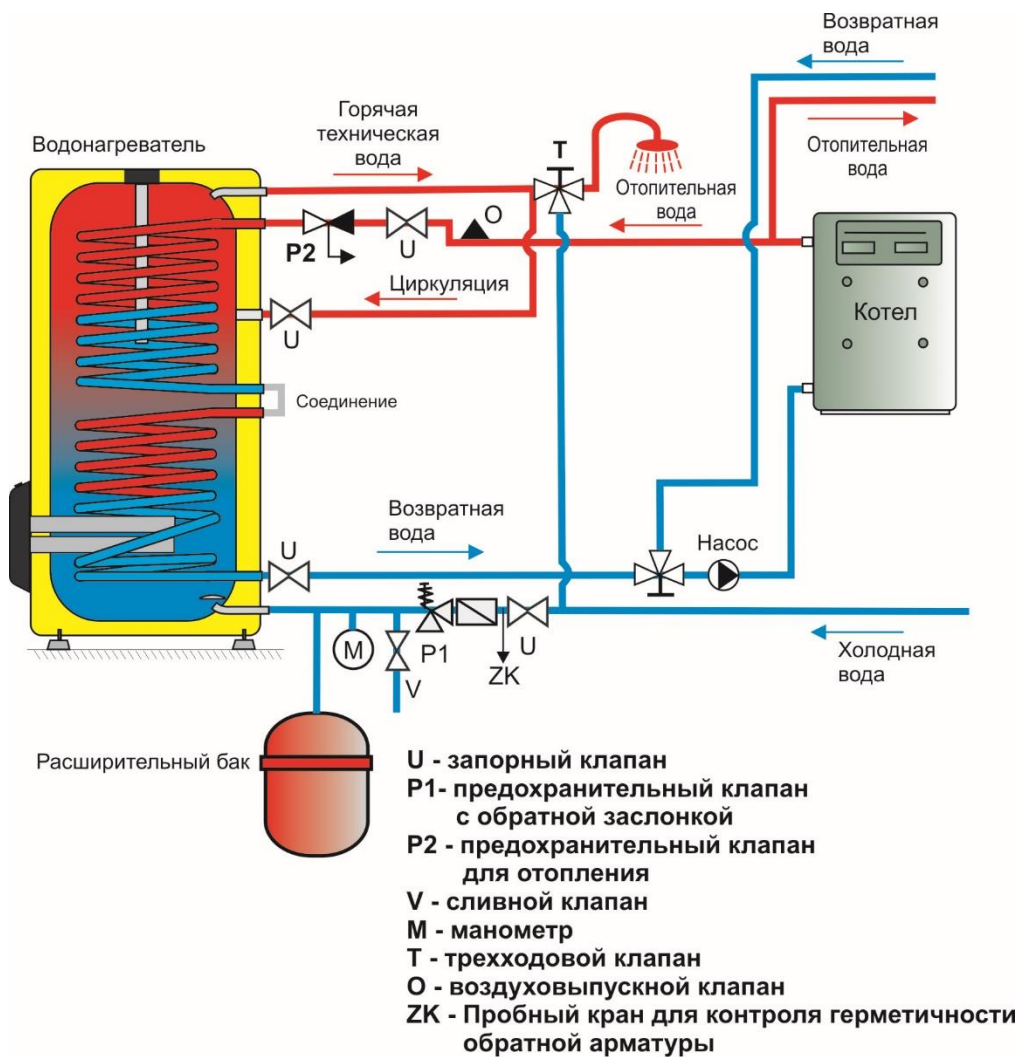 Возвратная
вода
Горячая
техническая
вода
Водонагреватель
T
Отопительная
вода
Отопительная
вода
O
P2
U
Циркуляция
U
Котел
Соединение
Возвратная
вода
U
Насос
M
V
P1
ZK
U
Холодная
вода
Расширительный бак
U - запорный клапан
P1- предохранительный клапан
с обратной заслонкой
P2 - предохранительный клапан
для отопления
V - сливной клапан
M - манометр
T - трехходовой клапан
O - воздуховыпускной клапан
ZK - Пробный кран для контроля герметичности
обратной арматуры